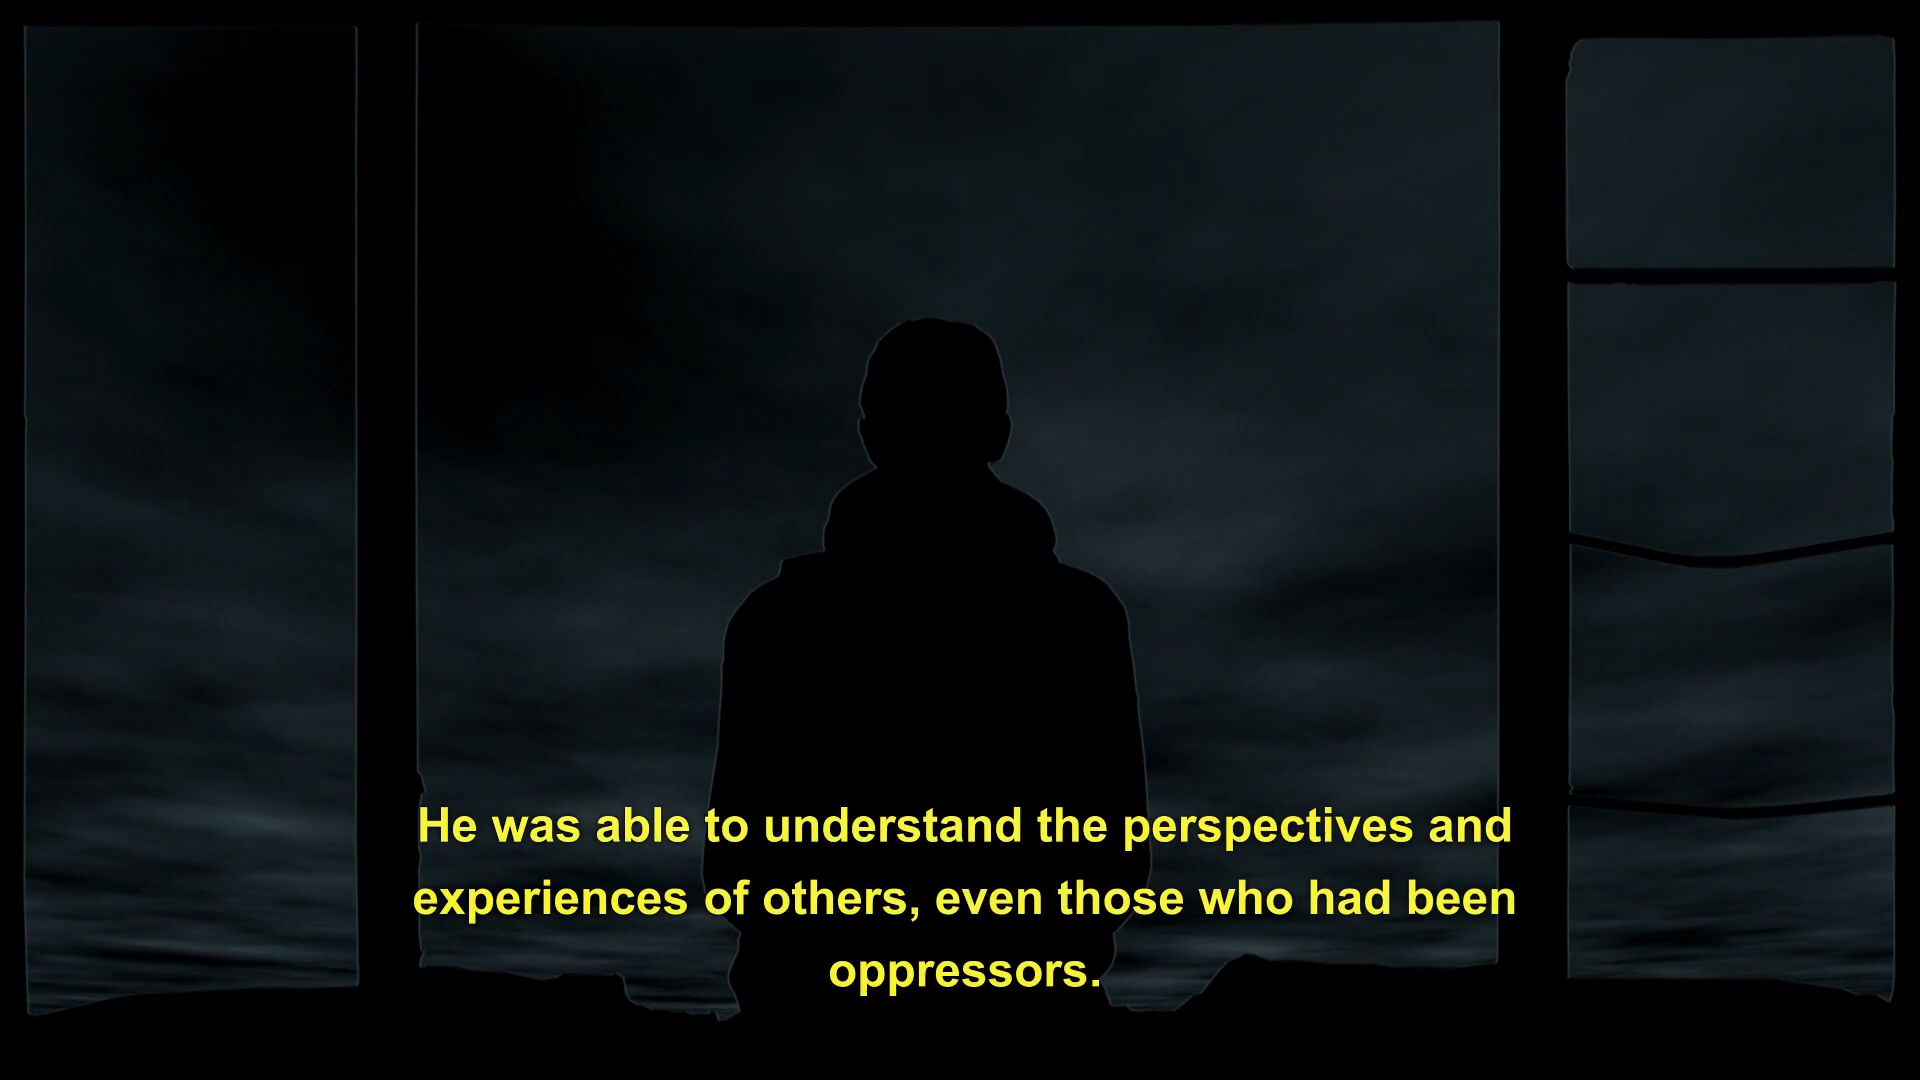 He was able to understand the perspectives and
experiences of others, even those who had been
oppressors.